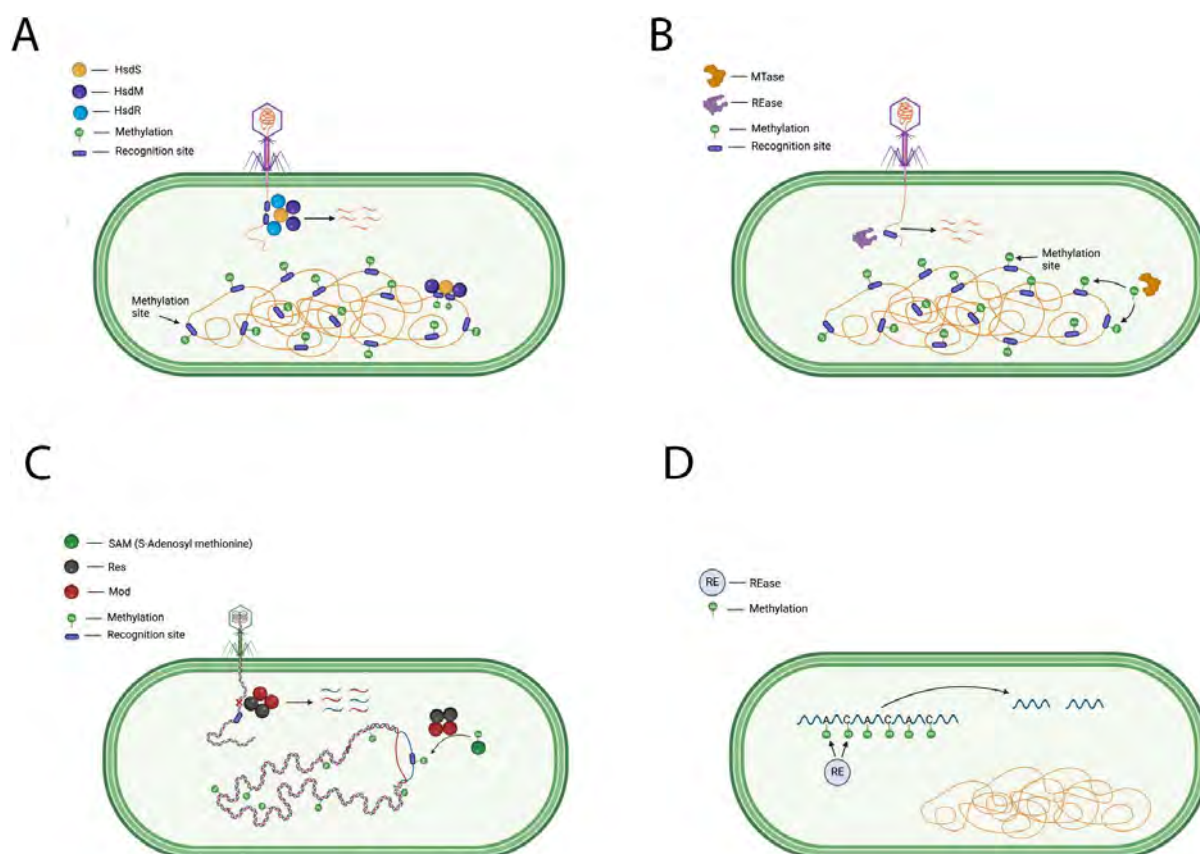 A
HsdS
HsdM
HsdR
Methylation
Recognition site
Methylation
site
B
MTase
REase
Methylation
Recognition site
Methylation
site
C
SAM (S-Adenosyl methionine)
Res
Mod
Methylation
Recognition site
D
RE
REase
Methylation
A C A C A C
RE